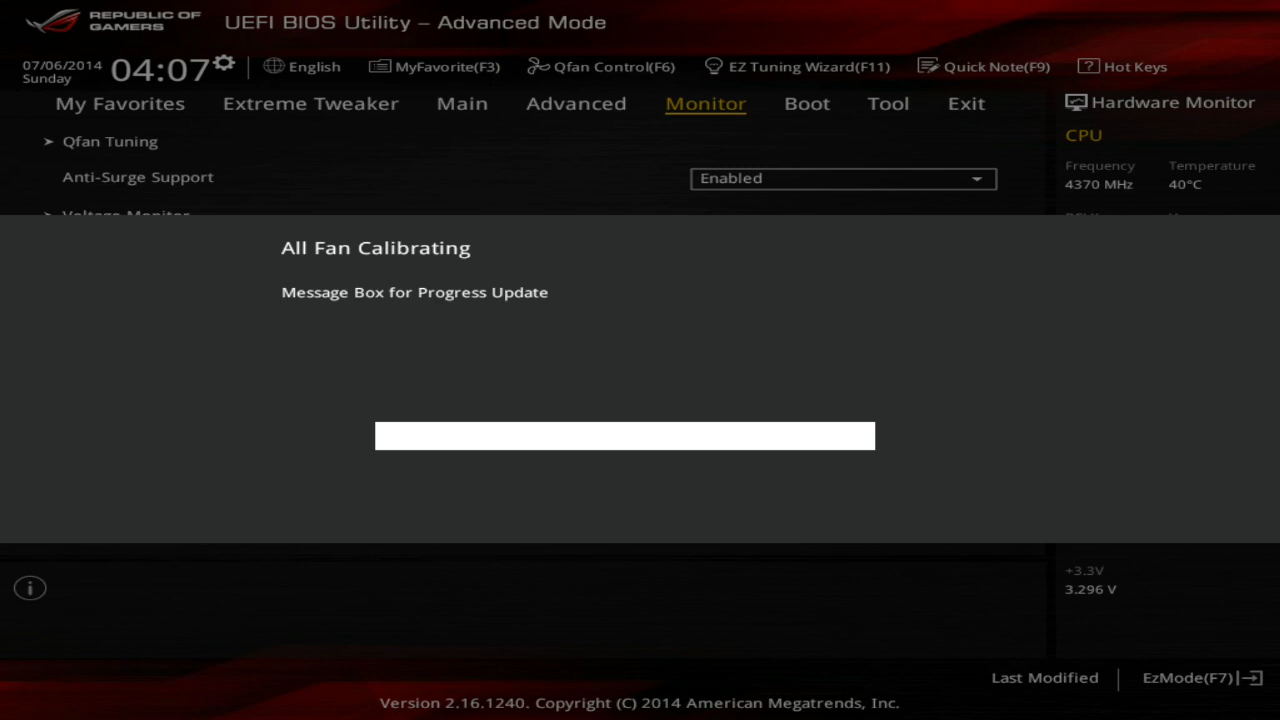 REPUBLIC OF
GAMERS
UEFI BIOS Utility – Advanced Mode
07/06/2014
Sunday
04:07
English
MyFavorite(F3)
Qfan Control(F6)
EZ Tuning Wizard(F11)
Quick Note(F9)
? Hot Keys
My Favorites
Extreme Tweaker
Main
Advanced
Monitor
Boot
Tool
Exit
Hardware Monitor
> Qfan Tuning
CPU
Anti-Surge Support
Enabled
Frequency
Temperature
4370 MHz
40°C
> Voltage Monitor
All Fan Calibrating
Message Box for Progress Update
+3.3V
3.296 V
i
Last Modified
EzMode(F7)
Version 2.16.1240. Copyright (C) 2014 American Megatrends, Inc.